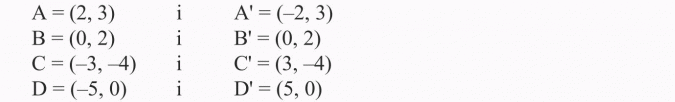 A = (2, 3) i A' = (–2, 3)
B = (0, 2) i B' = (0, 2)
C = (–3, –4) i C' = (3, –4)
D = (–5, 0) i D' = (5, 0)